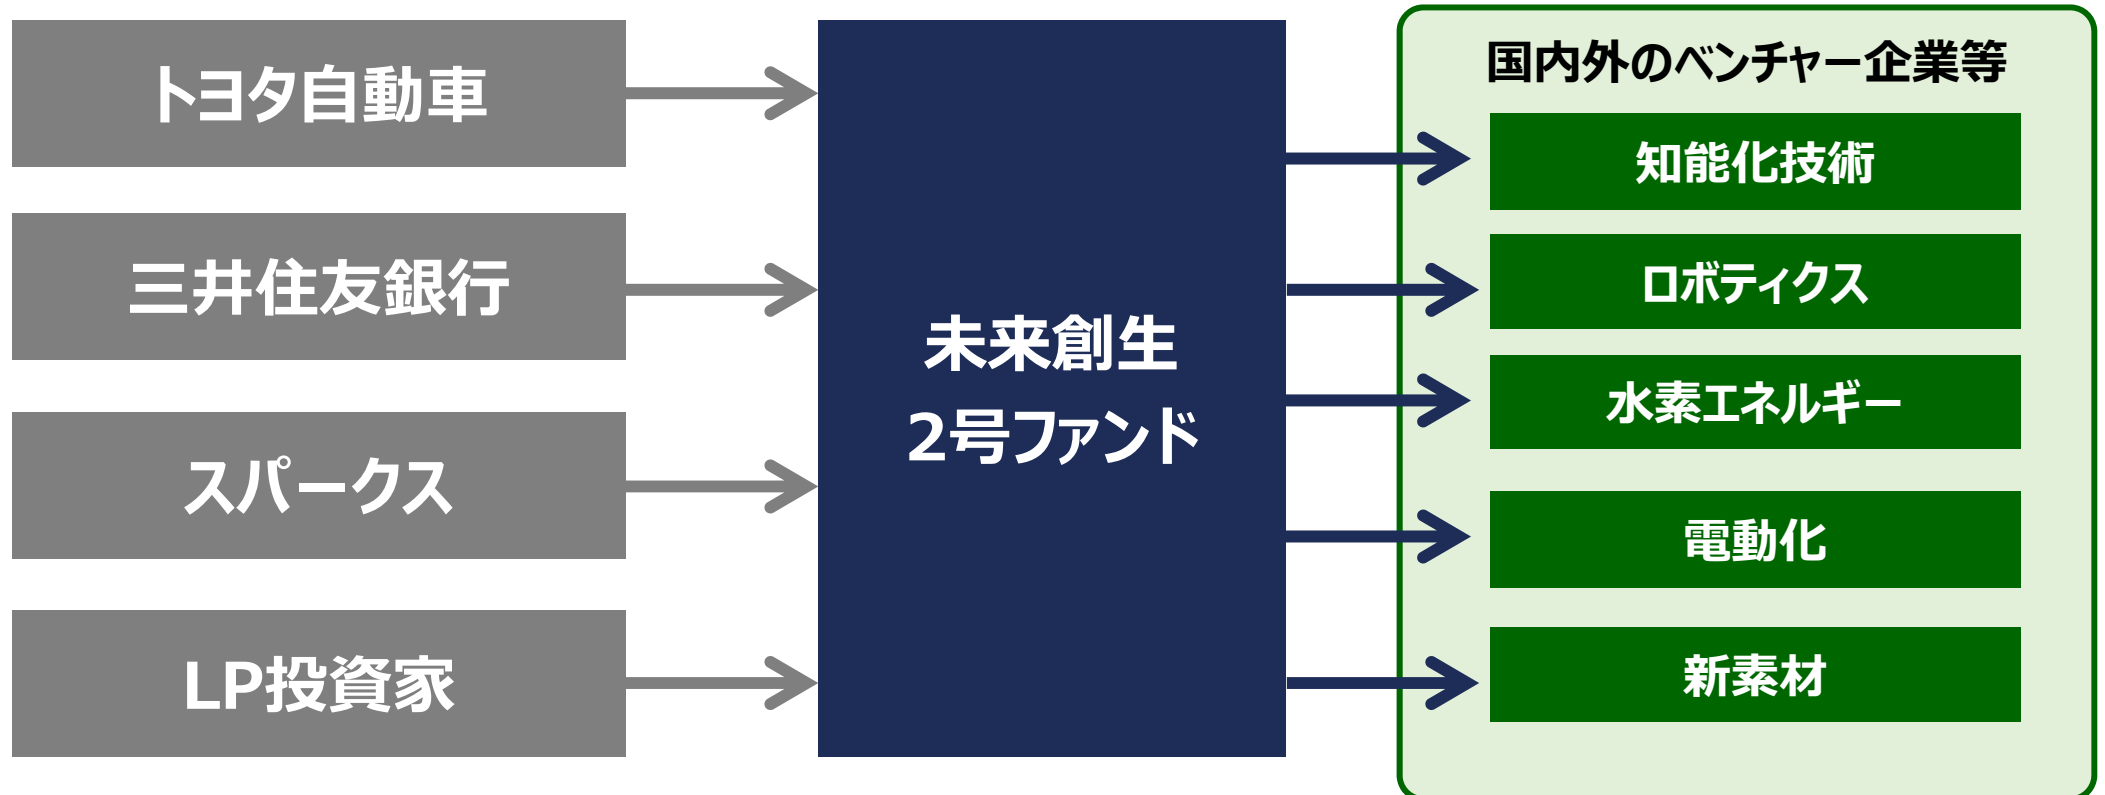 トヨタ自動車
三井住友銀行
スパークス
LP投資家
未来創生
2号ファンド
国内外のベンチャー企業等
知能化技術
ロボティクス
水素エネルギー
電動化
新素材